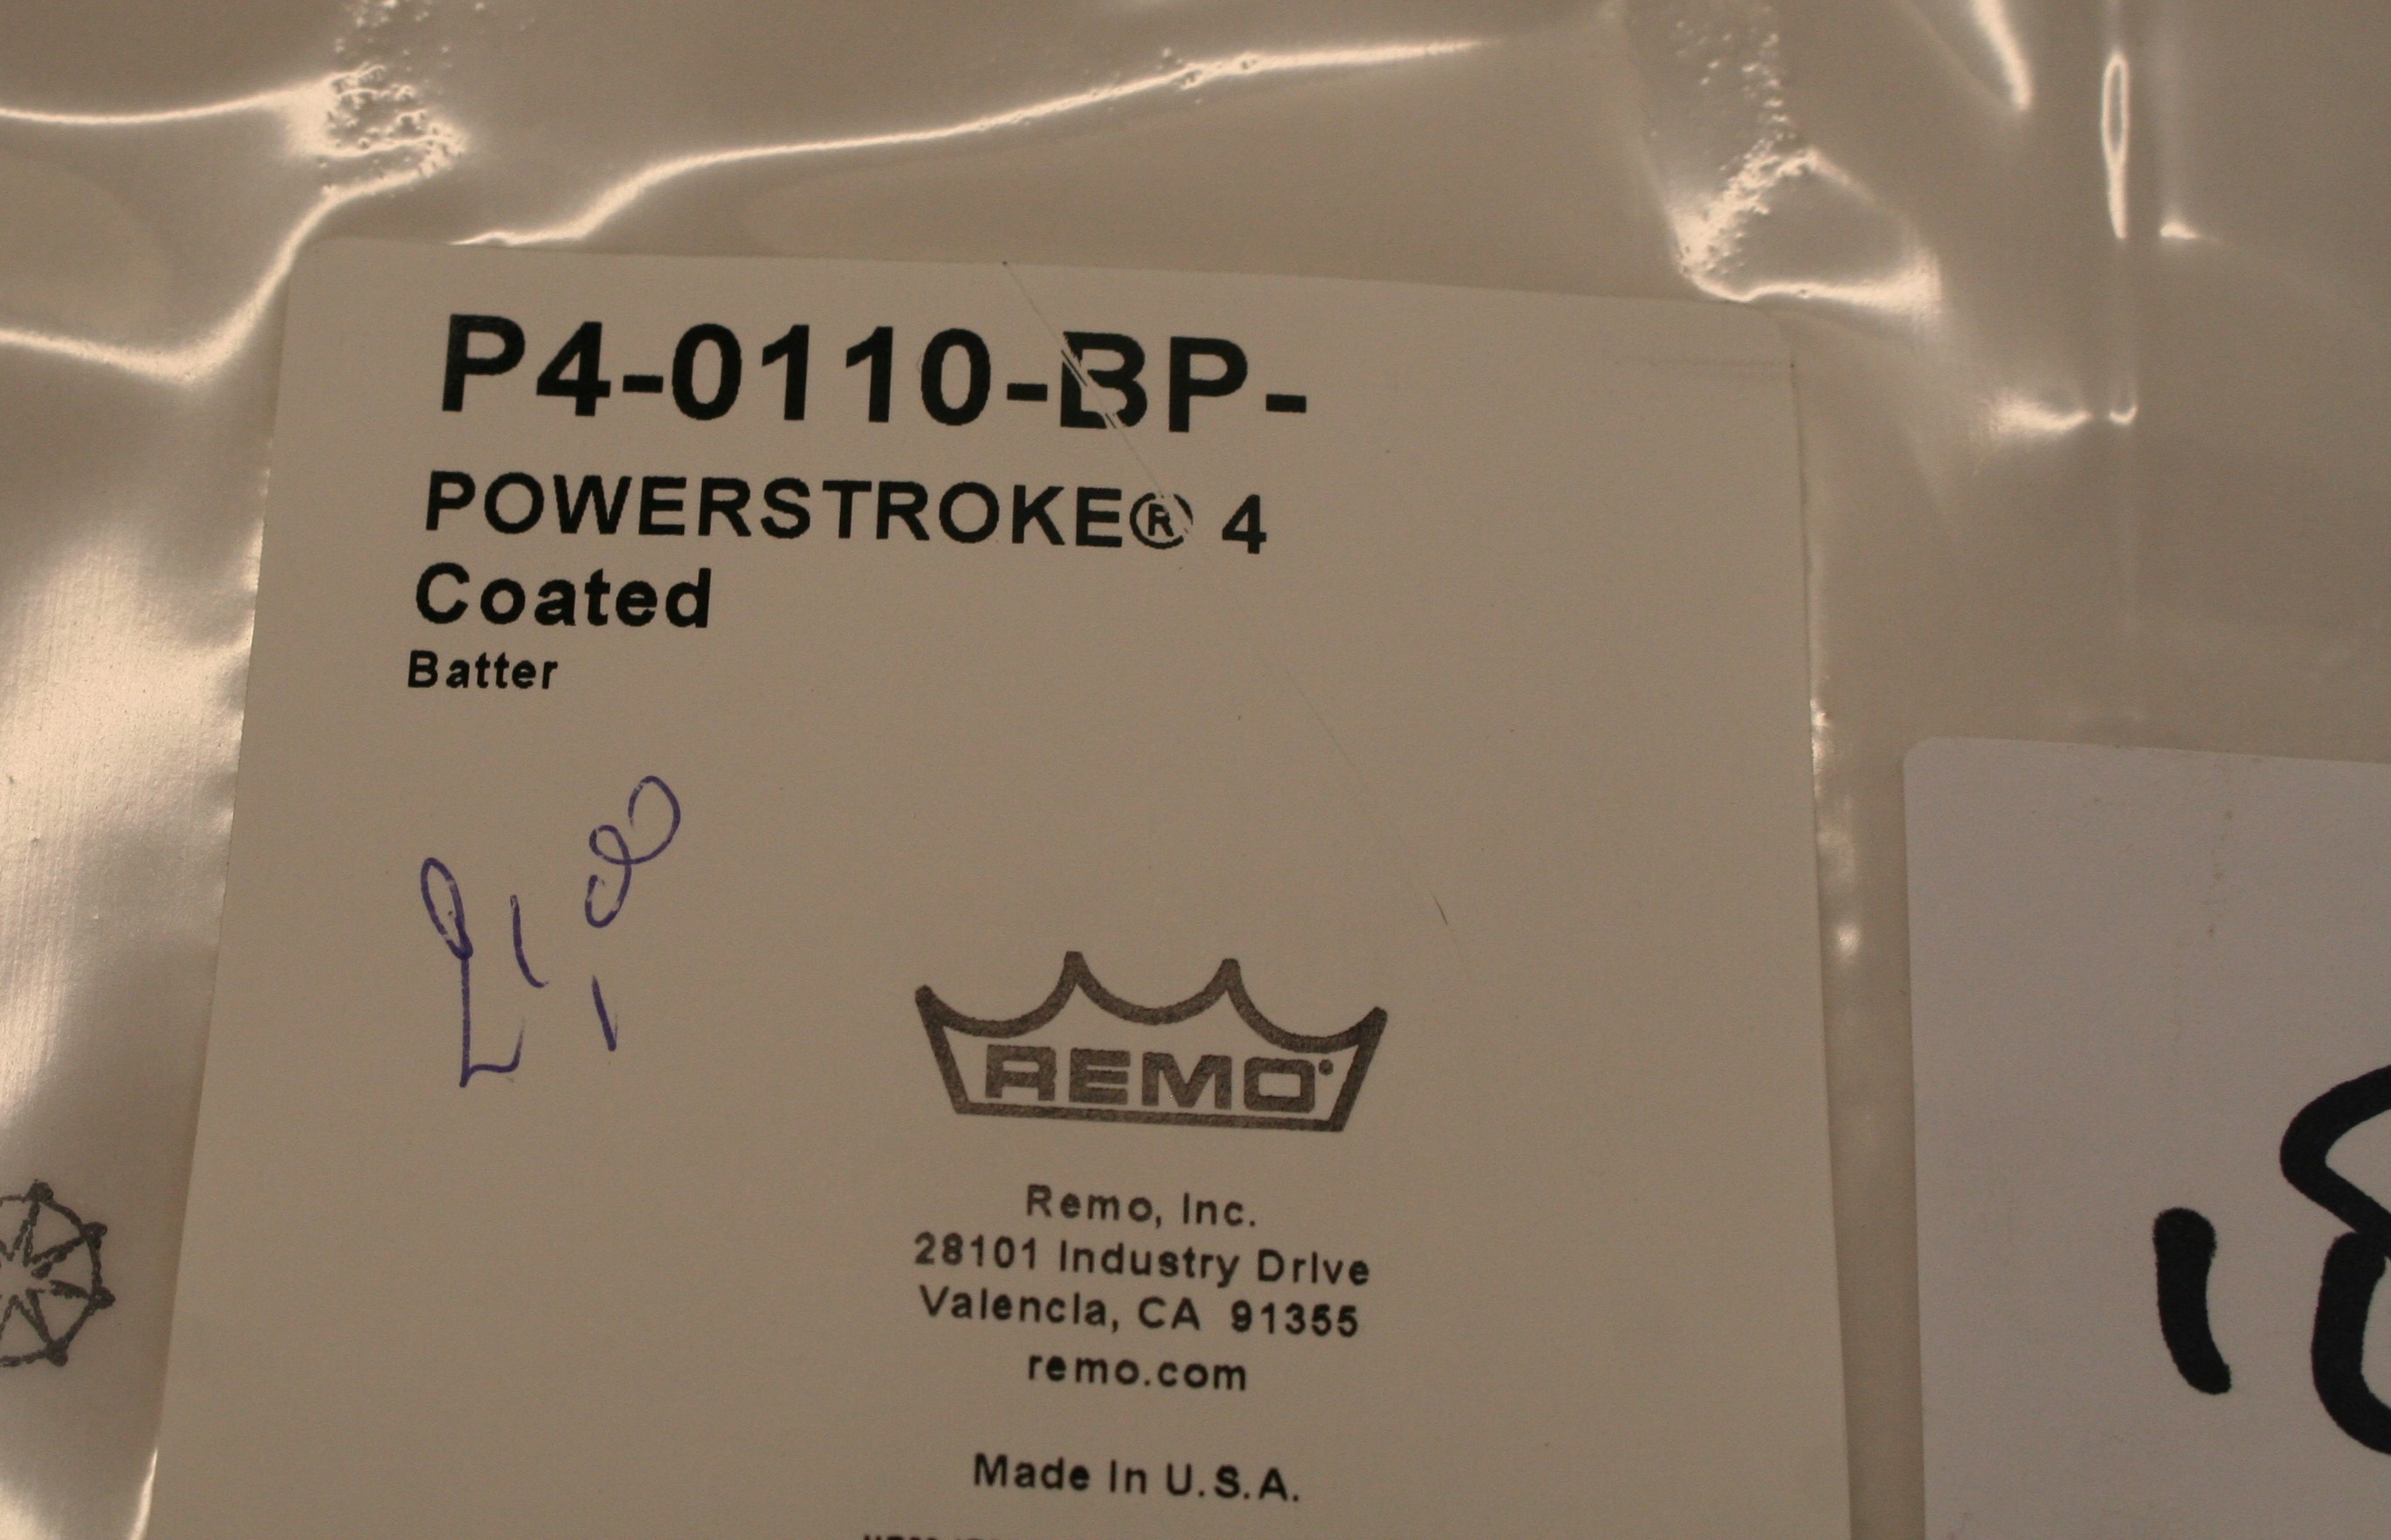 P4-0110-BP-
POWERSTROKE® 4
Coated
Batter
REMO
Remo, Inc.
28101 Industry Drive
Valencia, CA 91355
remo.com
Made In U.S.A.
18